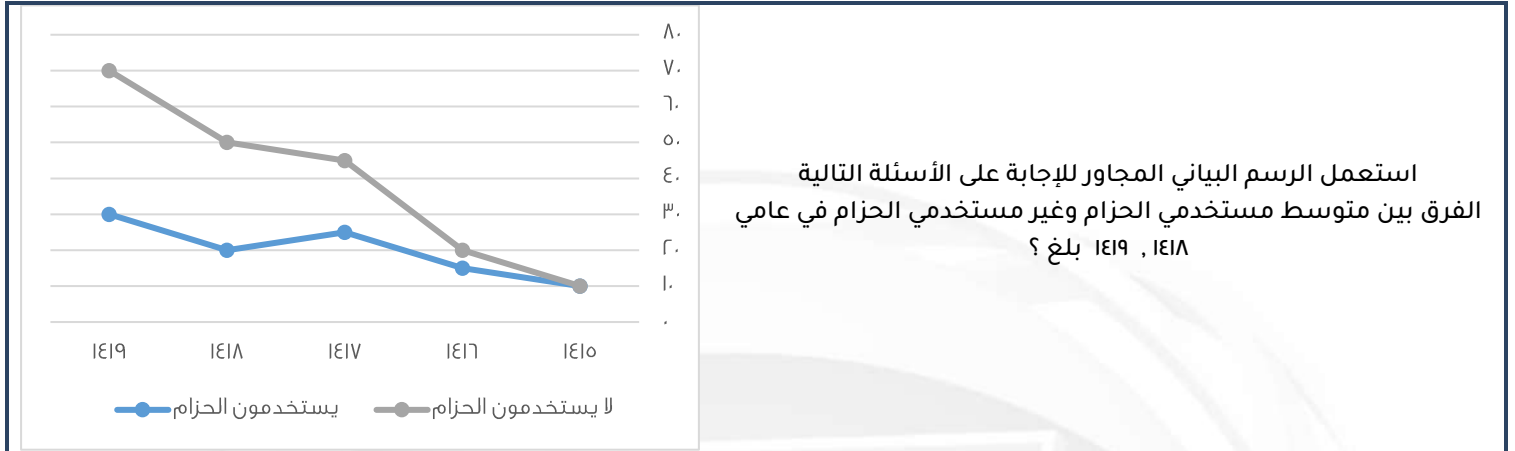 استعمل الرسم البياني المجاور للإجابة على الأسئلة التالية
الفرق بين متوسط مستخدمي الحزام وغير مستخدمي الحزام في عامي
١٤١٨ , ١٤١٩ بلغ ؟
٨٠
٧٠
٦٠
٥٠
٤٠
٣٠
٢٠
١٠
٠
١٤١٥ ١٤١٦ ١٤١٧ ١٤١٨ ١٤١٩
لا يستخدمون الحزام يستخدمون الحزام